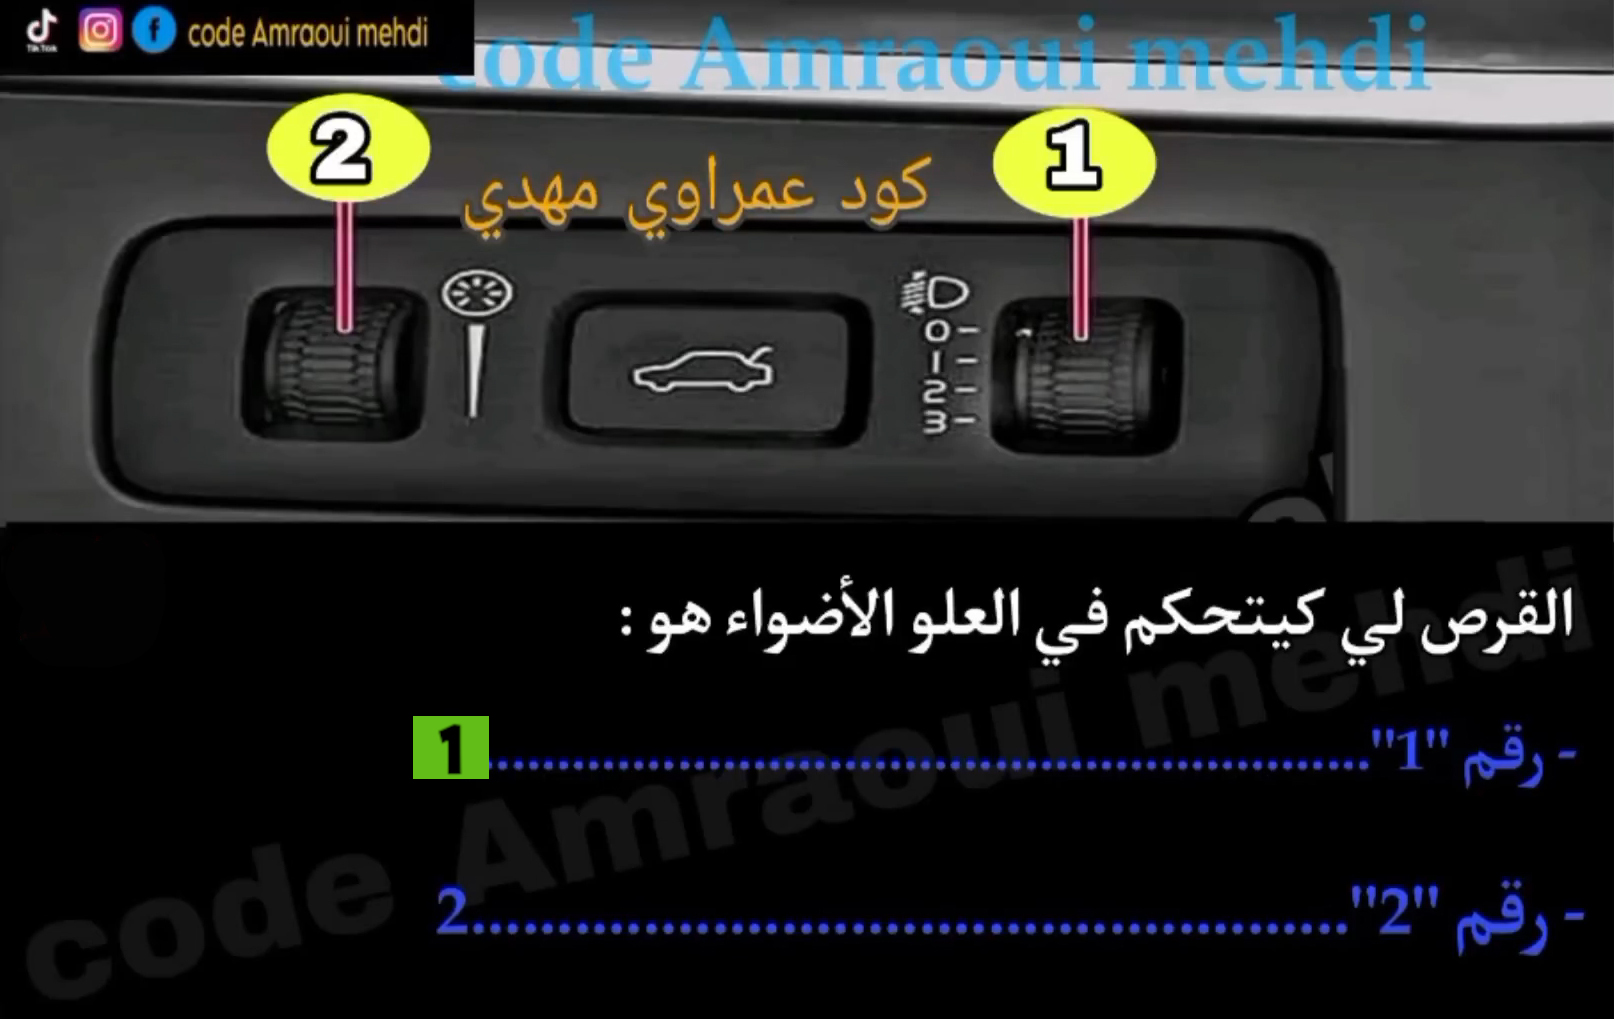 TikTok
code Amraoui mehdi
code Amraoui mehdi
2
1
كود عمراوي مهدي
0
1
2
3
القرص لي كيتحكم في العلو الأضواء هو :
- رقم "1"..................................................1
- رقم "2"..................................................2
code Amraoui mehdi